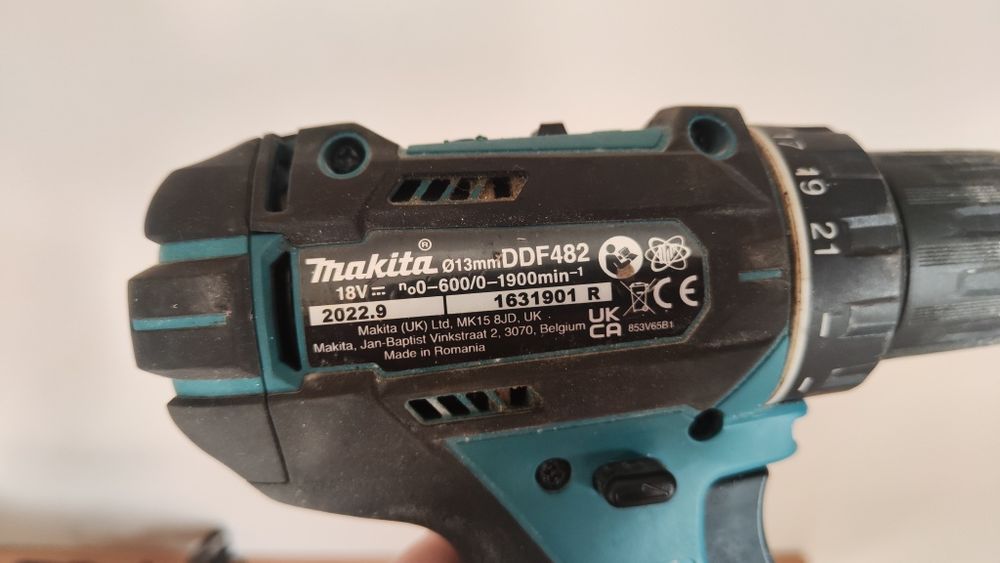 makita® Ø13mm DDF482
18V⎓ n₀0-600/0-1900min⁻¹
2022.9 1631901 R
Makita (UK) Ltd, MK15 8JD, UK
Makita, Jan-Baptist Vinkstraat 2, 3070, Belgium
Made in Romania
CE
UK
CA
853V65B1
17
19
21